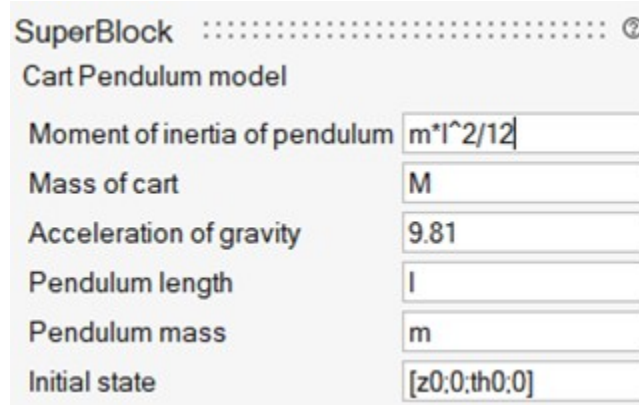 SuperBlock
Cart Pendulum model
Moment of inertia of pendulum m*l^2/12
Mass of cart M
Acceleration of gravity 9.81
Pendulum length l
Pendulum mass m
Initial state [z0;0;th0;0]